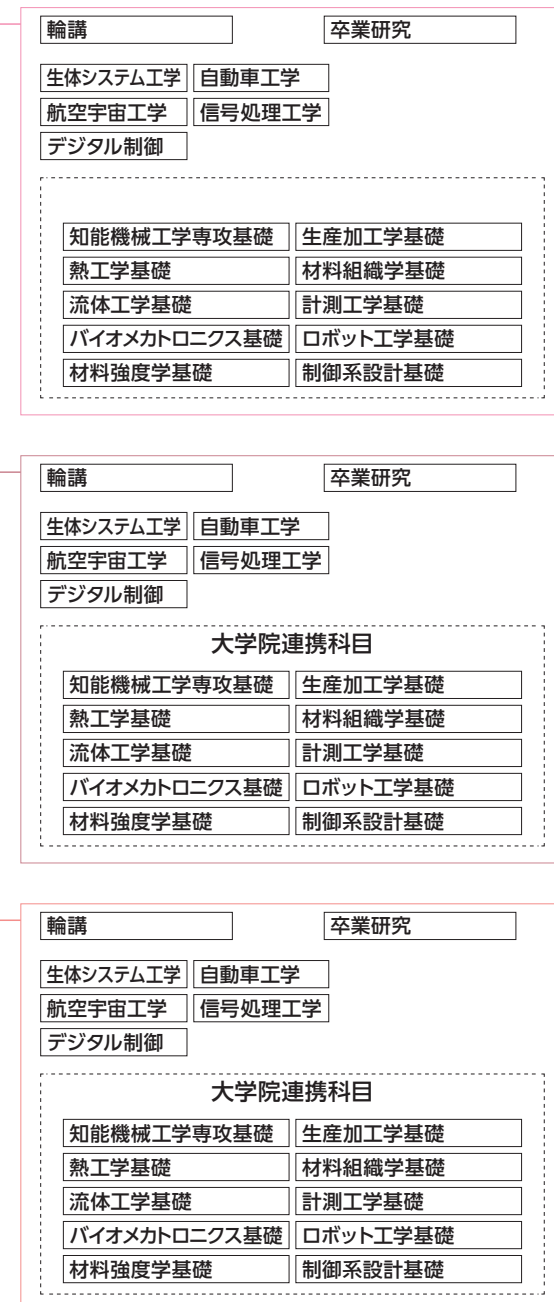 輪講 卒業研究
生体システム工学 自動車工学
航空宇宙工学 信号処理工学
デジタル制御
知能機械工学専攻基礎 生産加工学基礎
熱工学基礎 材料組織学基礎
流体工学基礎 計測工学基礎
バイオメカトロニクス基礎 ロボット工学基礎
材料強度学基礎 制御系設計基礎
輪講 卒業研究
生体システム工学 自動車工学
航空宇宙工学 信号処理工学
デジタル制御
大学院連携科目
知能機械工学専攻基礎 生産加工学基礎
熱工学基礎 材料組織学基礎
流体工学基礎 計測工学基礎
バイオメカトロニクス基礎 ロボット工学基礎
材料強度学基礎 制御系設計基礎
輪講 卒業研究
生体システム工学 自動車工学
航空宇宙工学 信号処理工学
デジタル制御
大学院連携科目
知能機械工学専攻基礎 生産加工学基礎
熱工学基礎 材料組織学基礎
流体工学基礎 計測工学基礎
バイオメカトロニクス基礎 ロボット工学基礎
材料強度学基礎 制御系設計基礎